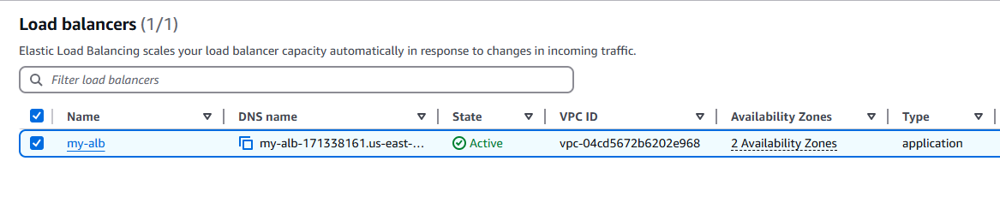 Load balancers (1/1)
Elastic Load Balancing scales your load balancer capacity automatically in response to changes in incoming traffic.
Filter load balancers
Name DNS name State VPC ID Availability Zones Type
my-alb my-alb-171338161.us-east-... Active vpc-04cd5672b6202e968 2 Availability Zones application